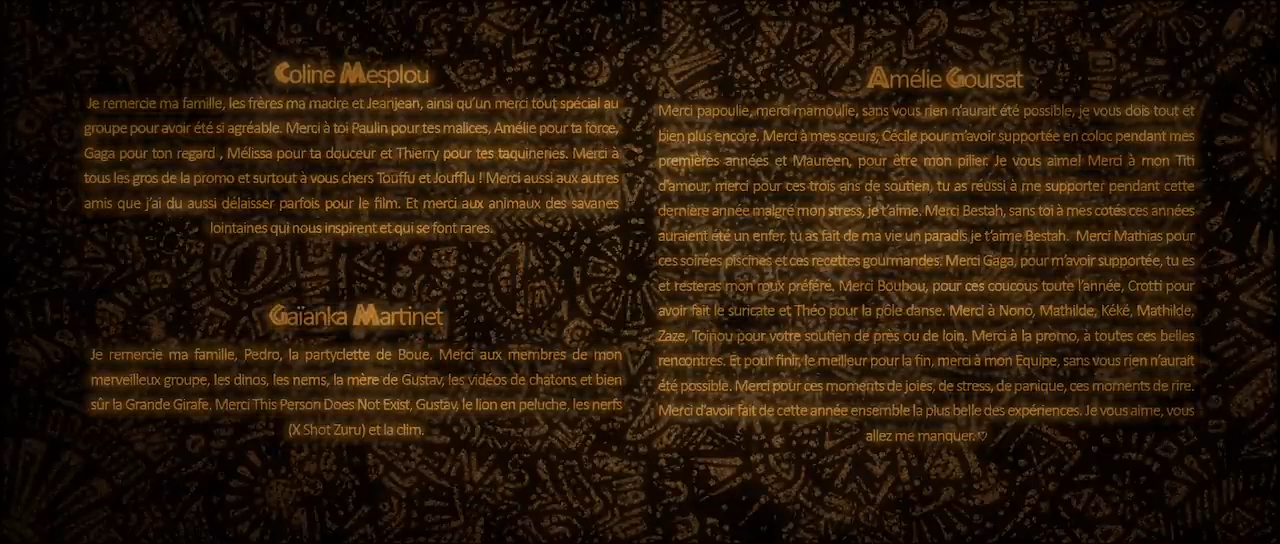 Coline Mesplou
Je remercie ma famille, les frères ma madre et Jeanjean, ainsi qu'un merci tout spécial au
groupe pour avoir été si agréable. Merci à toi Paulin pour tes malices, Amélie pour ta force,
Gaga pour ton regard , Mélissa pour ta douceur et Thierry pour tes taquineries. Merci à
tous les gros de la promo et surtout à vous chers Touffu et Joufflu ! Merci aussi aux autres
amis que j'ai du aussi délaisser parfois pour le film. Et merci aux animaux des savanes
lointaines qui nous inspirent et qui se font rares.
Gaïanka Martinet
Je remercie ma famille, Pedro, la partyclette de Boue. Merci aux membres de mon
merveilleux groupe, les dinos, les nems, la mère de Gustav, les vidéos de chatons et bien
sûr la Grande Girafe. Merci This Person Does Not Exist, Gustav, le lion en peluche, les nerfs
(X Shot Zuru) et la clim.
Amélie Goursat
Merci papoulie, merci mamoulle, sans vous rien n'aurait été possible, je vous dois tout et
bien plus encore. Merci à mes sœurs, Cécile pour m'avoir supportée en coloc pendant mes
premières années et Maureen, pour être mon pilier. Je vous aime! Merci à mon Titi
d'amour, merci pour ces trois ans de soutien, tu as réussi à me supporter pendant cette
dernière année malgré mon stress, je t'aime. Merci Bestah, sans toi à mes cotés ces années
auraient été un enfer, tu as fait de ma vie un paradis je t'aime Bestah. Merci Mathias pour
ces soirées piscines et ces recettes gourmandes. Merci Gaga, pour m'avoir supportée, tu es
et resteras mon roux préféré. Merci Boubou, pour ces coucous toute l'année, Crotti pour
avoir fait le suricate et Théo pour la pôle danse. Merci à Nono, Mathilde, Kéké, Mathilde,
Zaze, Toinou pour votre soutien de près ou de loin. Merci à la promo, à toutes ces belles
rencontres. Et pour finir, le meilleur pour la fin, merci à mon Equipe, sans vous rien n'aurait
été possible. Merci pour ces moments de joies, de stress, de panique, ces moments de rire.
Merci d'avoir fait de cette année ensemble la plus belle des expériences. Je vous aime, vous
allez me manquer. ♡